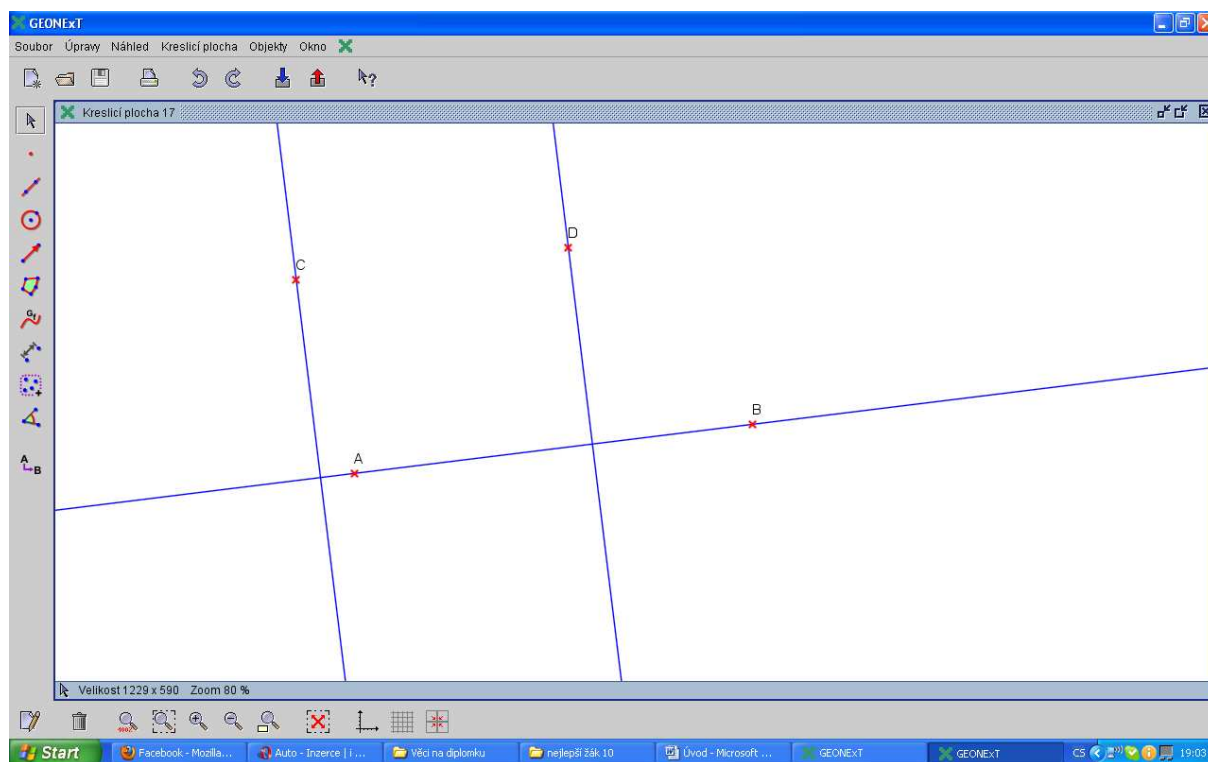 GEONExT
Soubor Úpravy Náhled Kreslicí plocha Objekty Okno
Kreslicí plocha 17
C
D
A
B
A
B
Velikost 1229 x 590 Zoom 80 %
Start Facebook - Mozilla... Auto - Inzerce | i ... Věci na diplomku nejlepší žák 10 Úvod - Microsoft ... GEONExT GEONExT CS 19:03